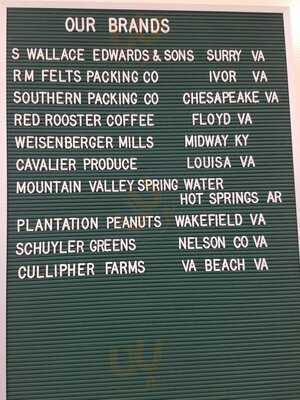 OUR BRANDS
S WALLACE EDWARDS & SONS SURRY VA
RM FELTS PACKING CO IVOR VA
SOUTHERN PACKING CO CHESAPEAKE VA
RED ROOSTER COFFEE FLOYD VA
WEISENBERGER MILLS MIDWAY KY
CAVALIER PRODUCE LOUISA VA
MOUNTAIN VALLEY SPRING WATER
HOT SPRINGS AR
PLANTATION PEANUTS WAKEFIELD VA
SCHUYLER GREENS NELSON CO VA
CULLIPHER FARMS VA BEACH VA